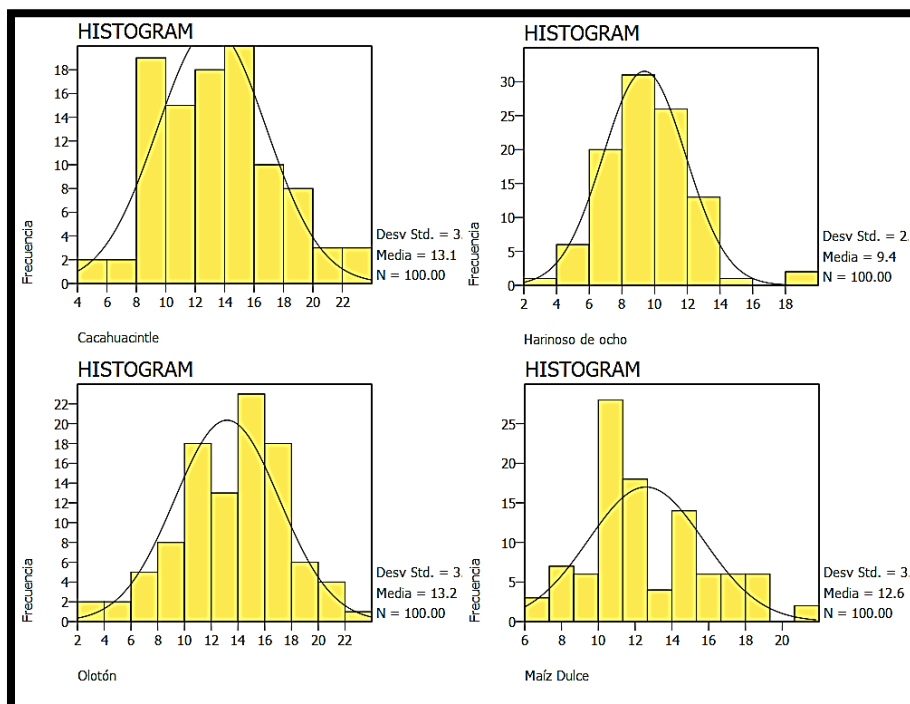 HISTOGRAM
18
16
14
12
10
8
6
4
2
0
Frecuencia
4 6 8 10 12 14 16 18 20 22
Desv Std. = 3.
Media = 13.1
N = 100.00
Cacahuacintle
HISTOGRAM
30
25
20
15
10
5
0
Frecuencia
2 4 6 8 10 12 14 16 18
Desv Std. = 2.
Media = 9.4
N = 100.00
Harinoso de ocho
HISTOGRAM
22
20
18
16
14
12
10
8
6
4
2
0
Frecuencia
2 4 6 8 10 12 14 16 18 20 22
Desv Std. = 3.
Media = 13.2
N = 100.00
Olotón
HISTOGRAM
25
20
15
10
5
0
Frecuencia
6 8 10 12 14 16 18 20
Desv Std. = 3.
Media = 12.6
N = 100.00
Maíz Dulce